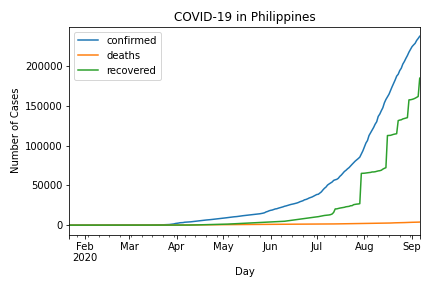 COVID-19 in Philippines
confirmed
deaths
recovered
Number of Cases
200000
150000
100000
50000
0
Feb Mar Apr May Jun Jul Aug Sep
2020
Day